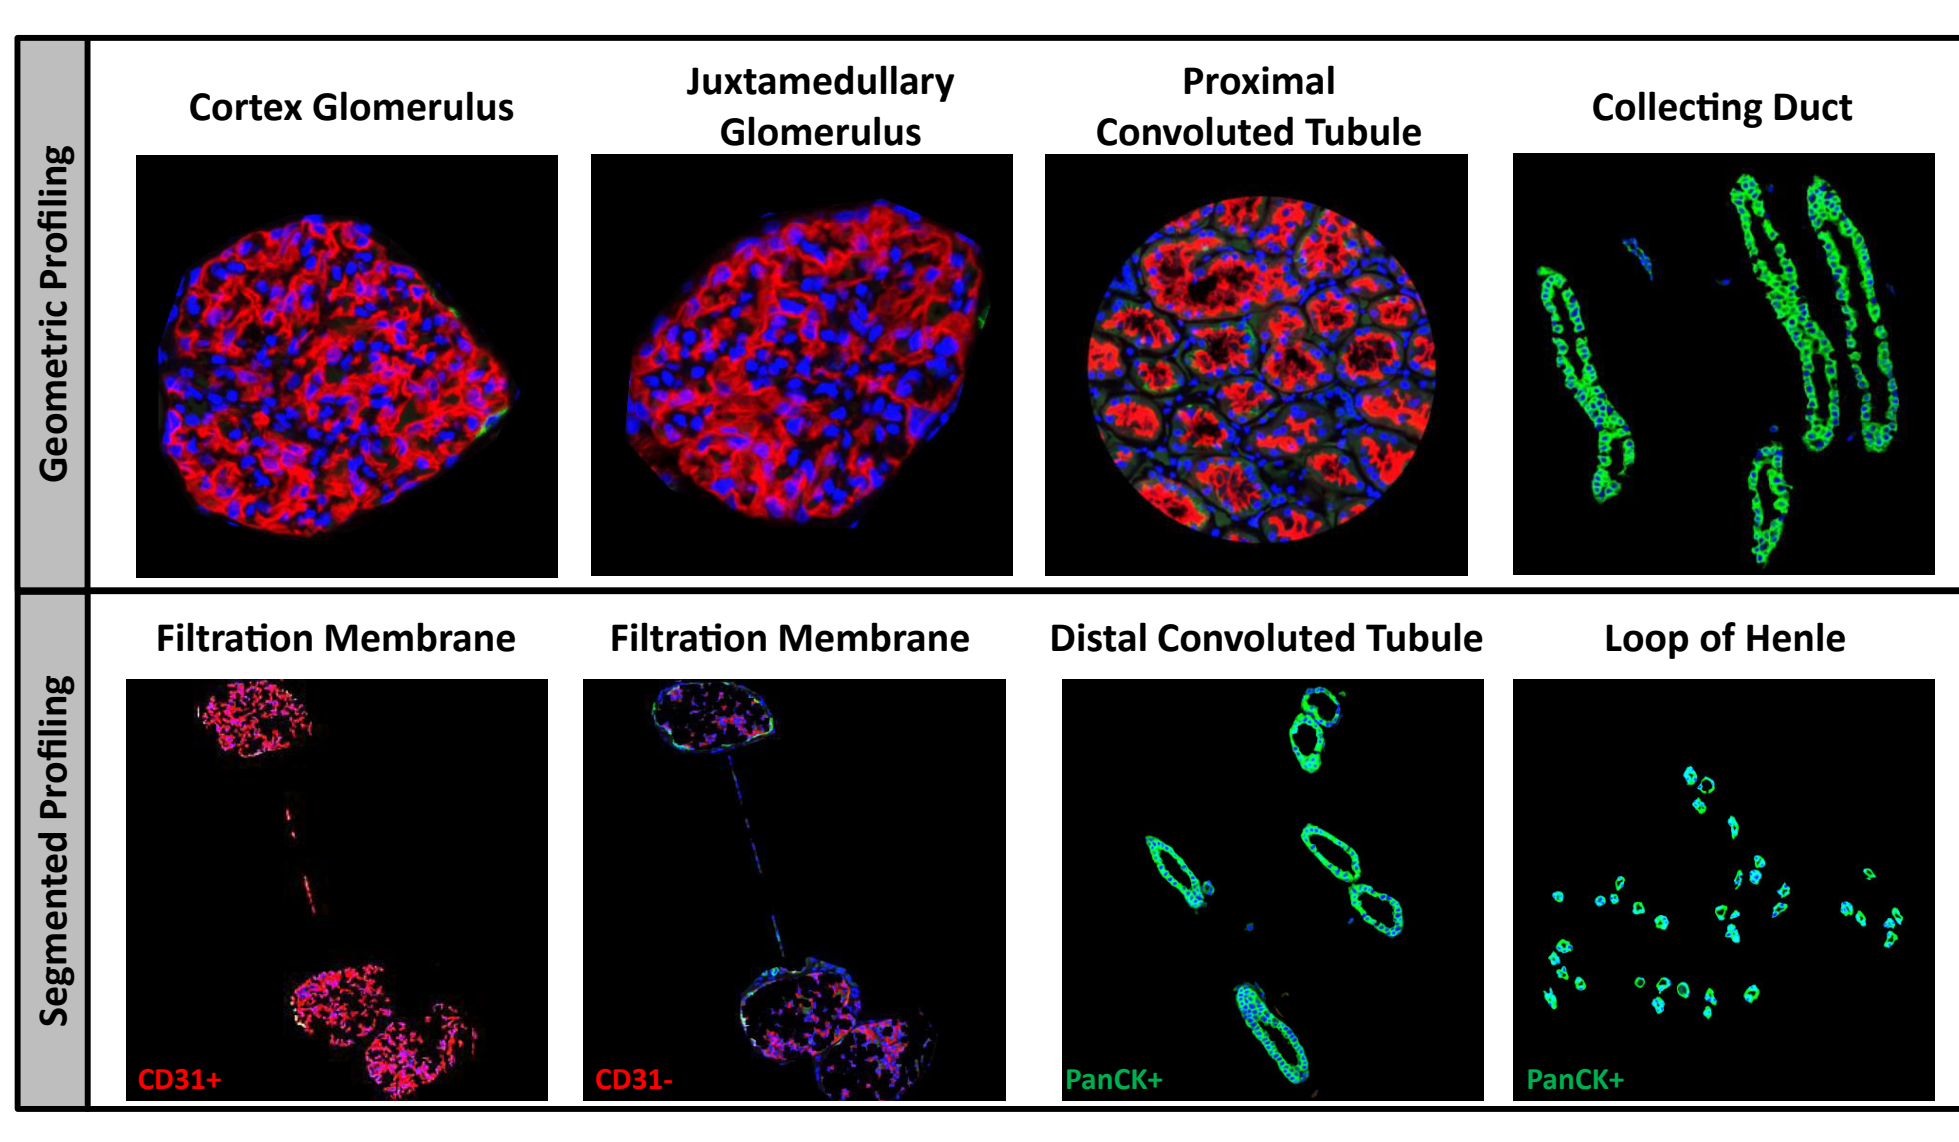 Geometric Profiling
Cortex Glomerulus
Juxtamedullary
Glomerulus
Proximal
Convoluted Tubule
Collecting Duct
Segmented Profiling
Filtration Membrane
Filtration Membrane
Distal Convoluted Tubule
Loop of Henle
CD31+
CD31-
PanCK+
PanCK+